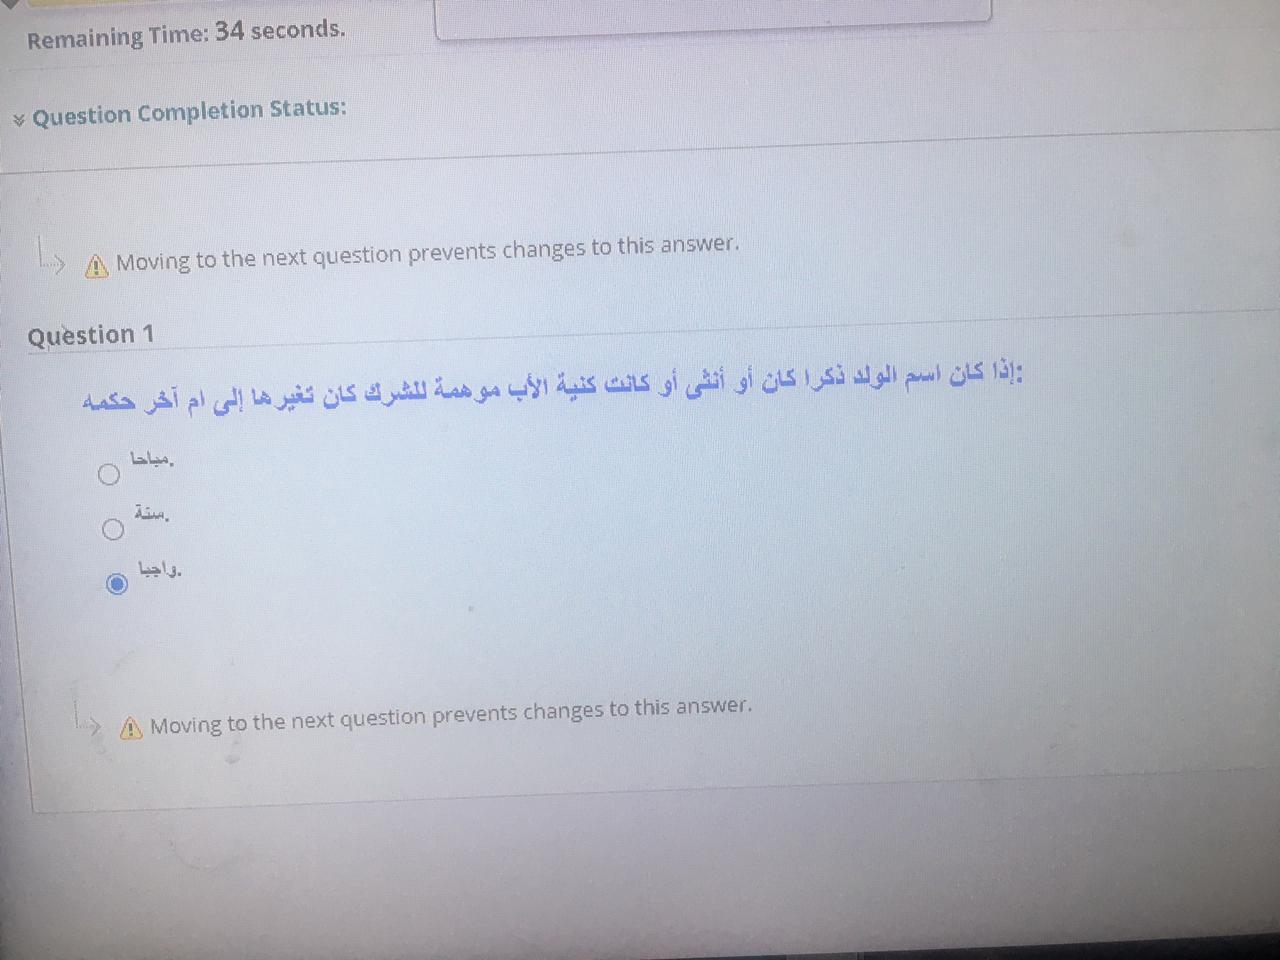 Remaining Time: 34 seconds.
Question Completion Status:
Moving to the next question prevents changes to this answer.
Question 1
إذا كان اسم الولد ذكرا كان أو أنثى أو كانت كنية الأب موهمة للشرك كان تغيرها إلى ام آخر حكمه:
مباحا.
سنة.
واجبا.
Moving to the next question prevents changes to this answer.